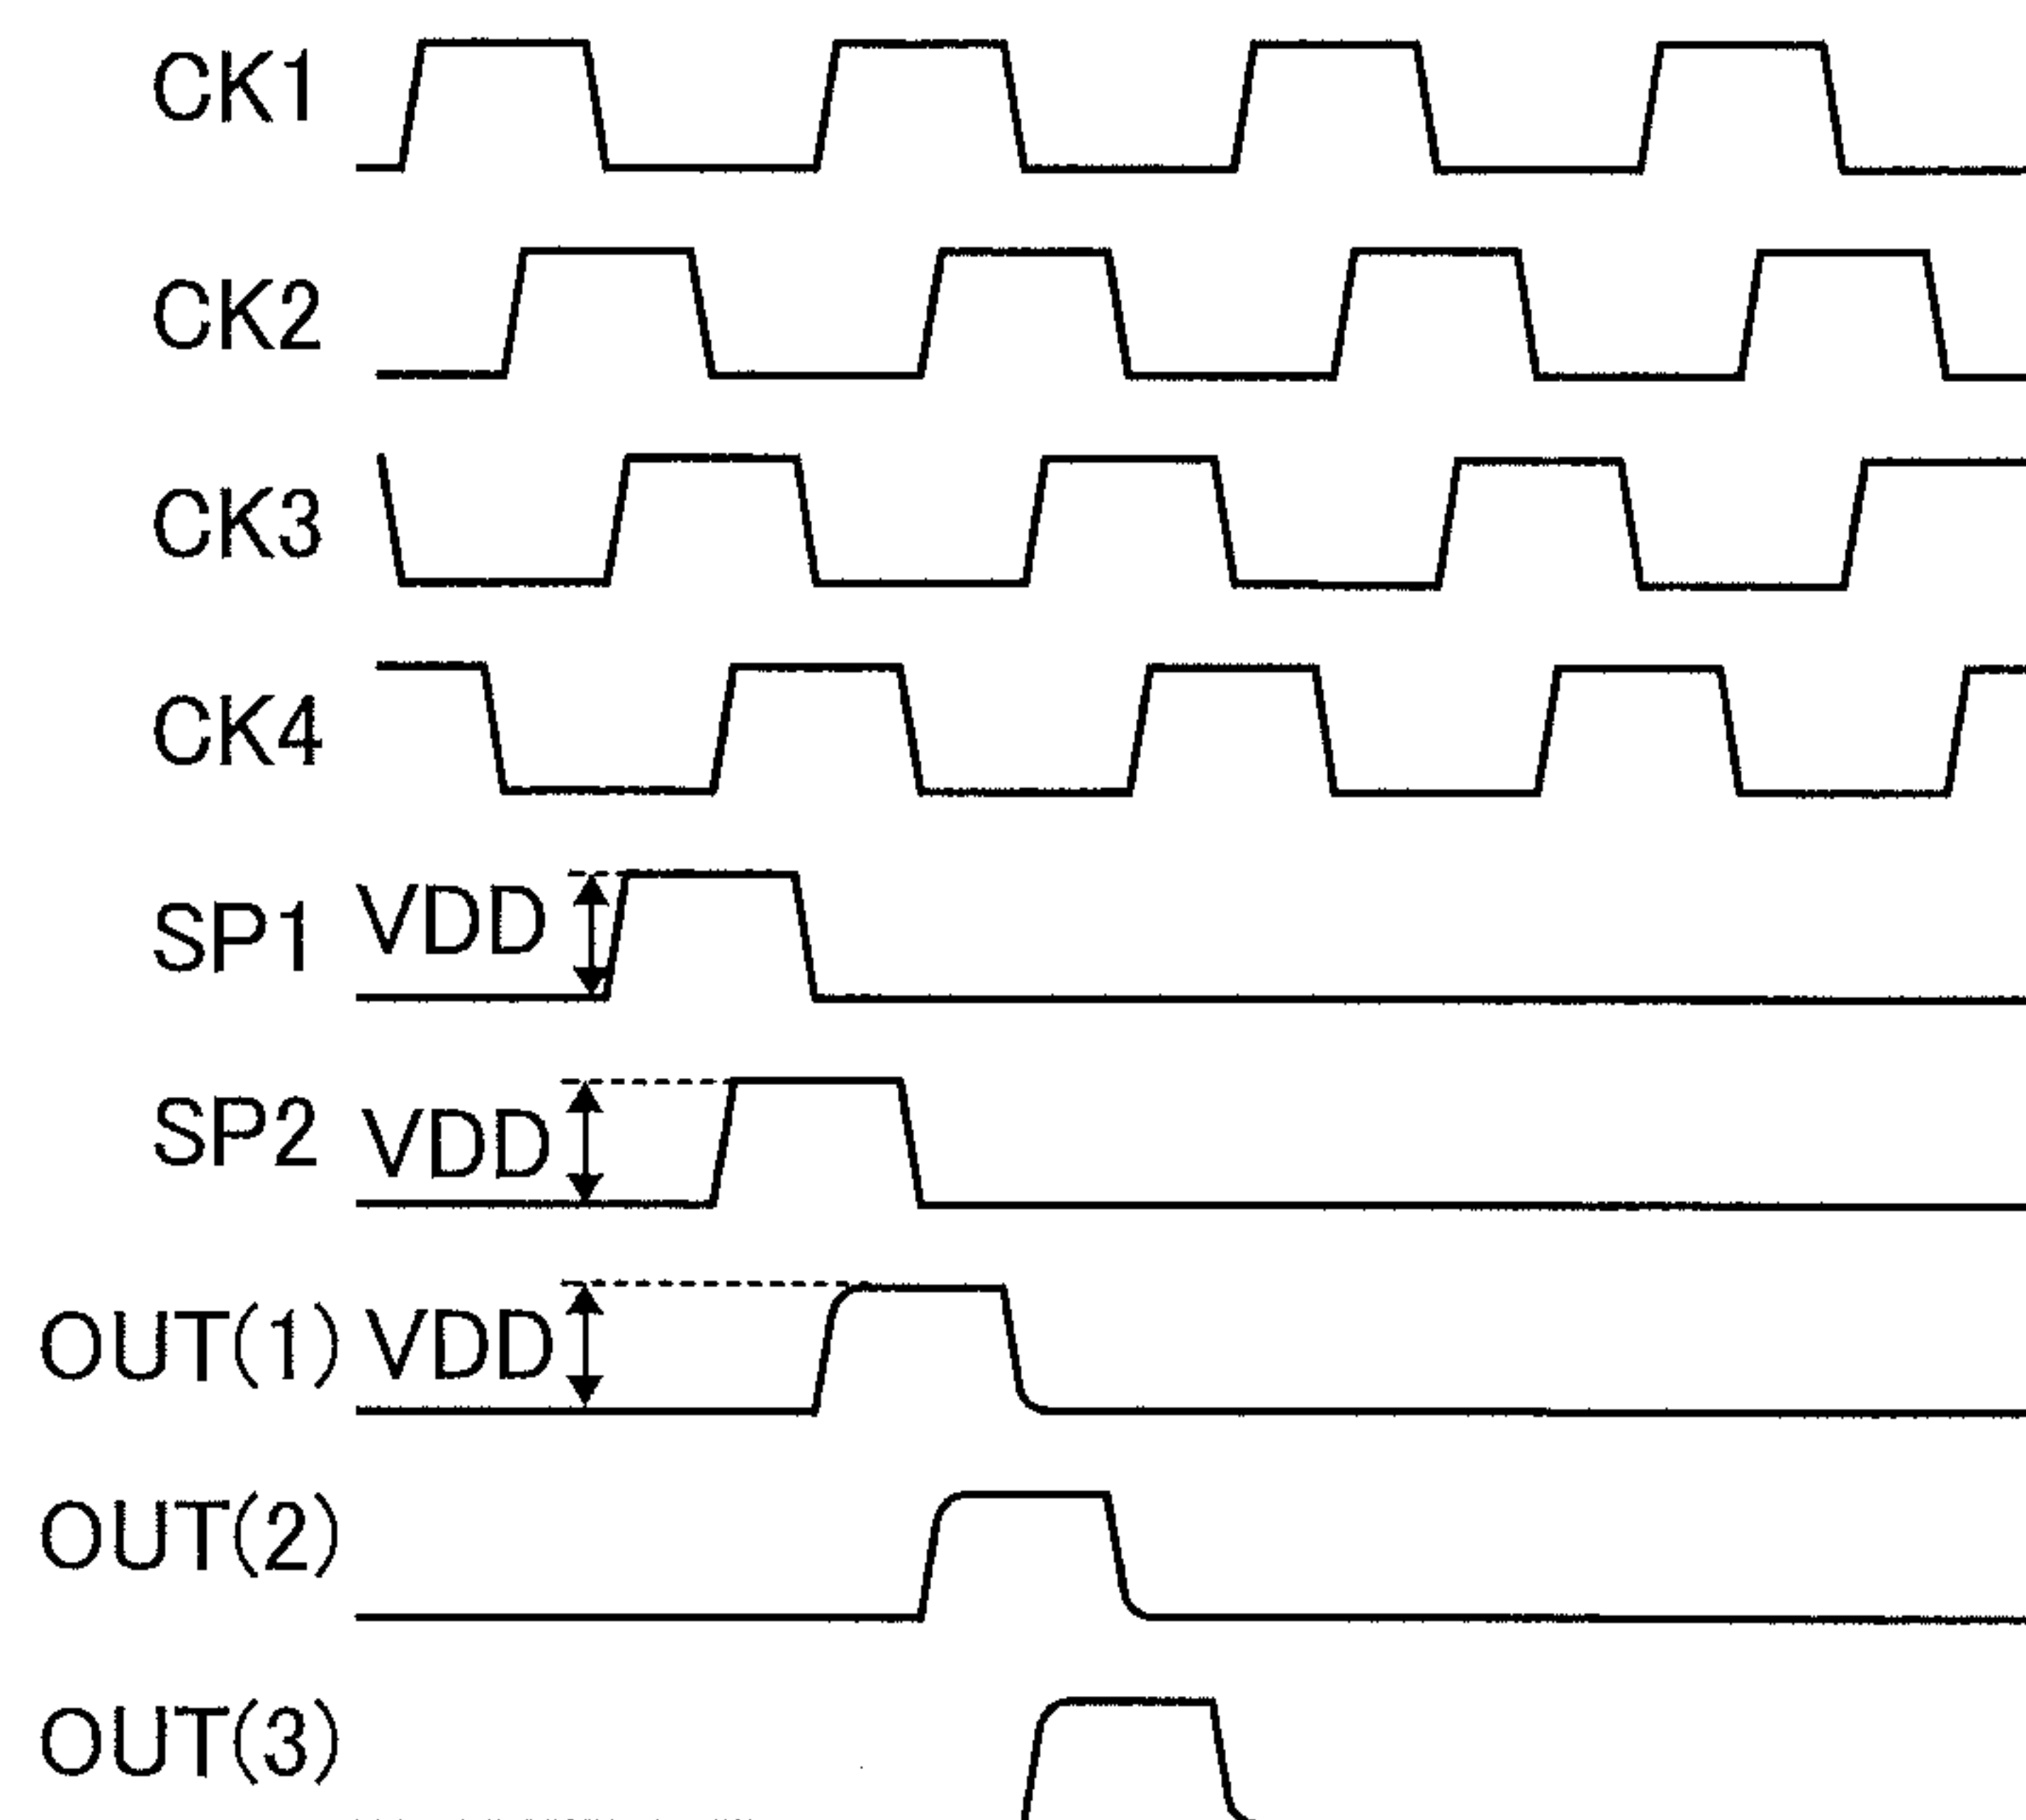 CK1
CK2
CK3
CK4
SP1 VDD
SP2 VDD
OUT(1) VDD
OUT(2)
OUT(3)